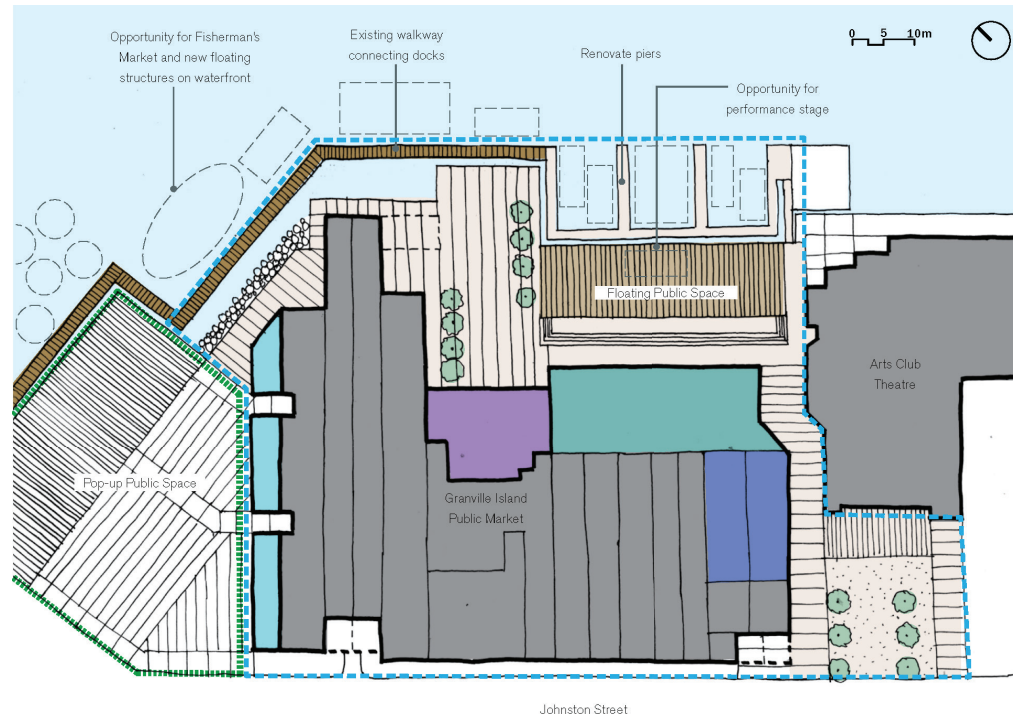 Opportunity for Fisherman's
Market and new floating
structures on waterfront
Existing walkway
connecting docks
Renovate piers
Opportunity for
performance stage
0 5 10m
Floating Public Space
Arts Club
Theatre
Pop-up Public Space
Granville Island
Public Market
Johnston Street